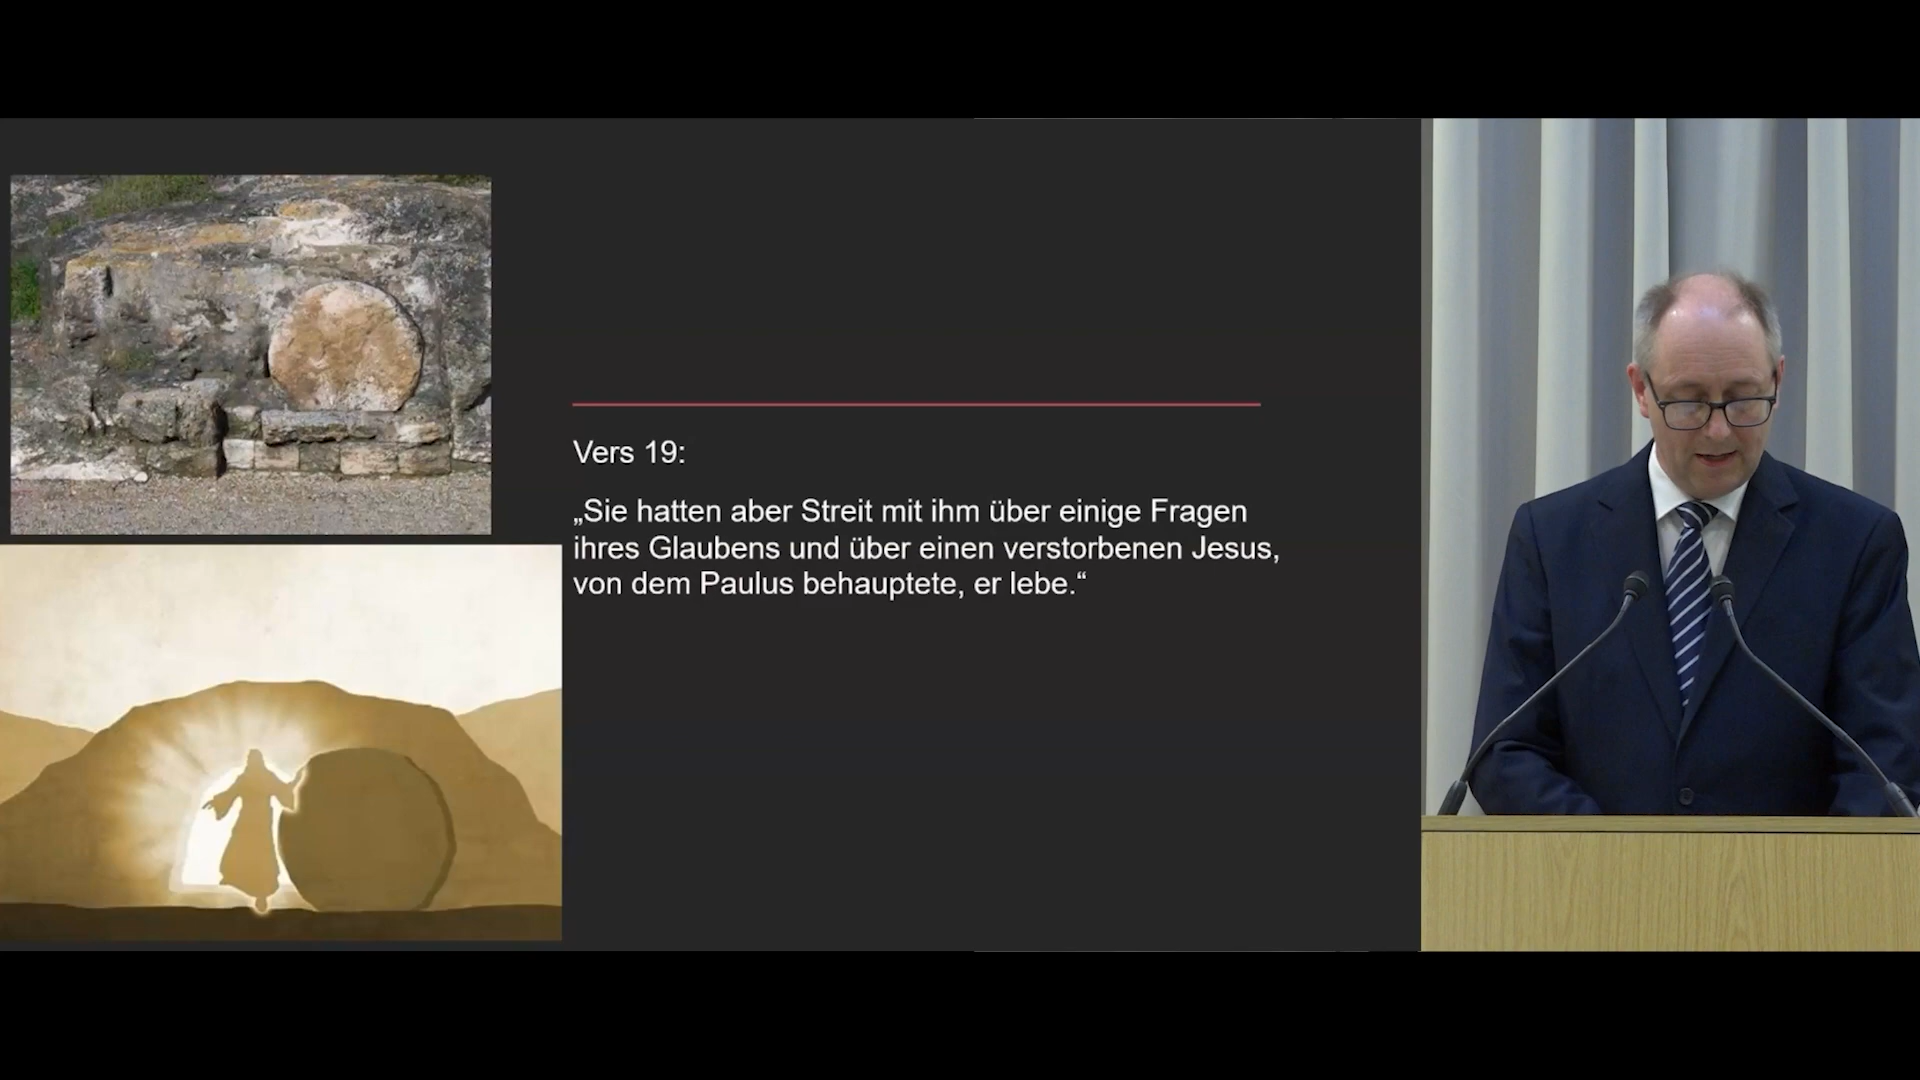 Vers 19:
„Sie hatten aber Streit mit ihm über einige Fragen
ihres Glaubens und über einen verstorbenen Jesus,
von dem Paulus behauptete, er lebe.“